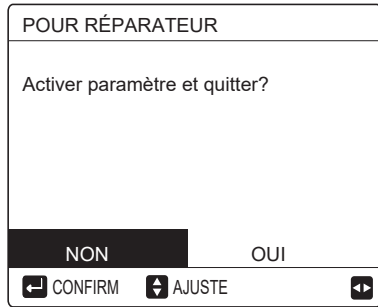 POUR RÉPARATEUR
Activer paramètre et quitter?
NON OUI
CONFIRM AJUSTE